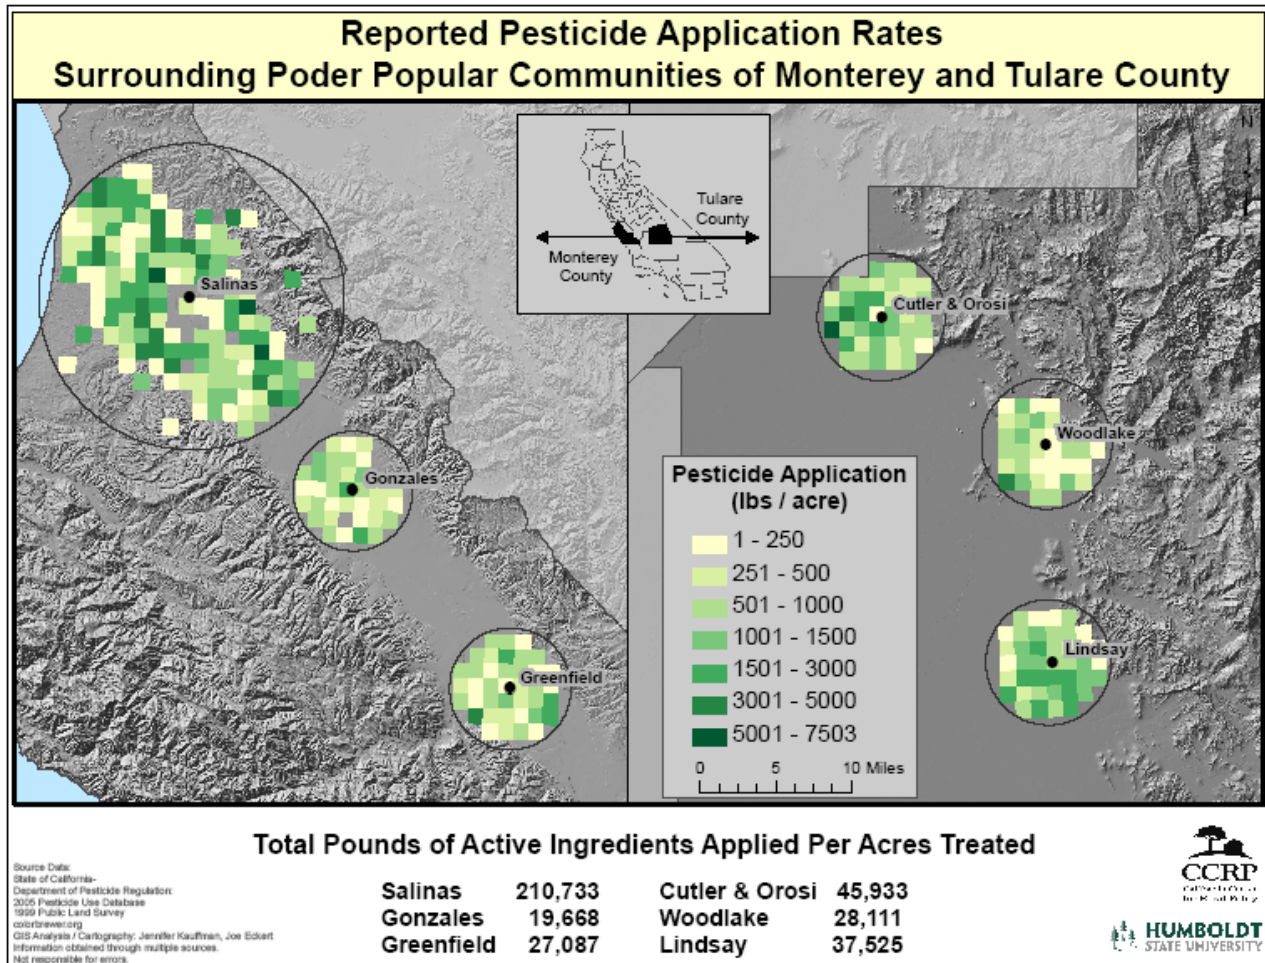 Reported Pesticide Application Rates
Surrounding Poder Popular Communities of Monterey and Tulare County
N
Tulare
County
Monterey
County
Salinas
Cutler & Orosi
Woodlake
Gonzales
Lindsay
Greenfield
Pesticide Application
(lbs / acre)
1 - 250
251 - 500
501 - 1000
1001 - 1500
1501 - 3000
3001 - 5000
5001 - 7503
0 5 10 Miles
Total Pounds of Active Ingredients Applied Per Acres Treated
Salinas 210,733 Cutler & Orosi 45,933
Gonzales 19,668 Woodlake 28,111
Greenfield 27,087 Lindsay 37,525
Source Data:
State of California-
Department of Pesticide Regulation:
2005 Pesticide Use Database
1999 Public Land Survey
colorbrewer.org
GIS Analysis / Cartography: Jennifer Kauffman, Joe Eckert
Information obtained through multiple sources.
Not responsible for errors.
CCRP
California Center
for Rural Policy
HUMBOLDT
STATE UNIVERSITY